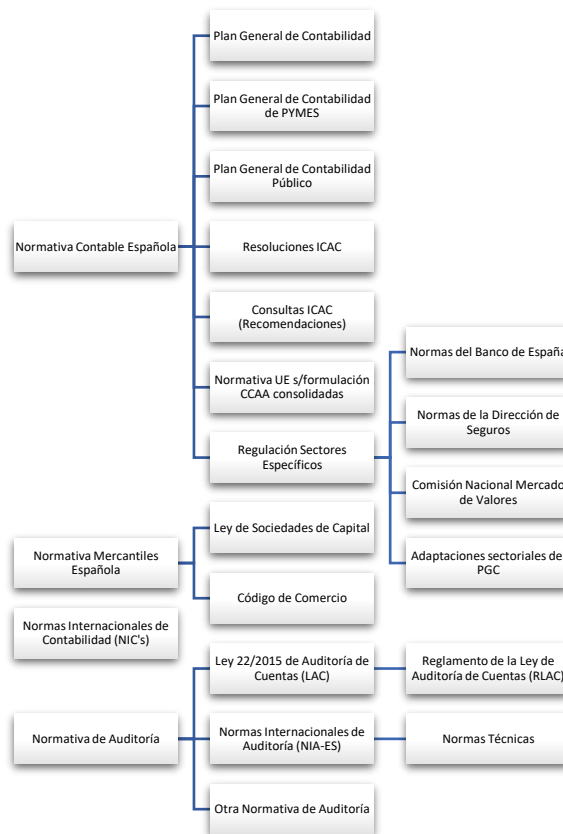 Plan General de Contabilidad
Plan General de Contabilidad
de PYMES
Plan General de Contabilidad
Público
Normativa Contable Española
Resoluciones ICAC
Consultas ICAC
(Recomendaciones)
Normativa UE s/formulación
CCAA consolidadas
Regulación Sectores
Específicos
Normas del Banco de España
Normas de la Dirección de
Seguros
Comisión Nacional Mercado
de Valores
Adaptaciones sectoriales de
PGC
Normativa Mercantiles
Española
Ley de Sociedades de Capital
Código de Comercio
Normas Internacionales de
Contabilidad (NIC's)
Normativa de Auditoría
Ley 22/2015 de Auditoría de
Cuentas (LAC)
Reglamento de la Ley de
Auditoría de Cuentas (RLAC)
Normas Internacionales de
Auditoría (NIA-ES)
Normas Técnicas
Otra Normativa de Auditoría